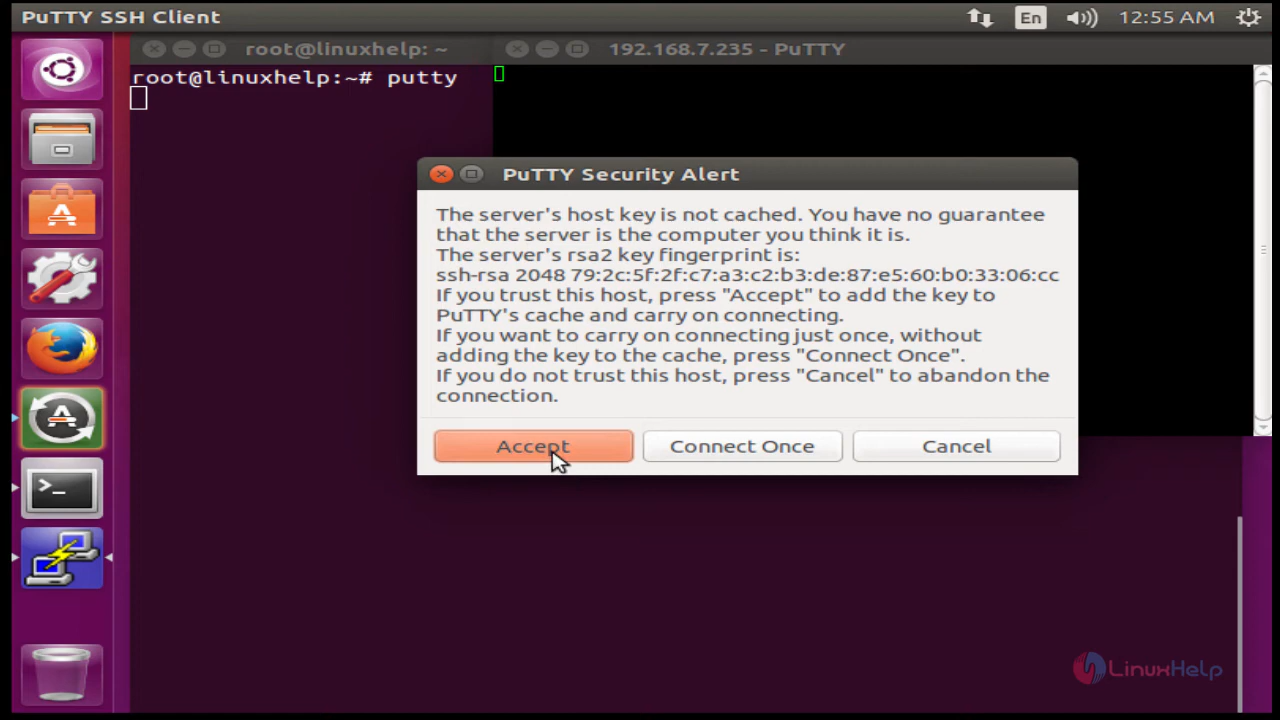 PuTTY SSH Client
En
12:55 AM
root@linuxhelp: ~
192.168.7.235 - PuTTY
root@linuxhelp:~# putty
PuTTY Security Alert
The server's host key is not cached. You have no guarantee
that the server is the computer you think it is.
The server's rsa2 key fingerprint is:
ssh-rsa 2048 79:2c:5f:2f:c7:a3:c2:b3:de:87:e5:60:b0:33:06:cc
If you trust this host, press "Accept" to add the key to
PuTTY's cache and carry on connecting.
If you want to carry on connecting just once, without
adding the key to the cache, press "Connect Once".
If you do not trust this host, press "Cancel" to abandon the
connection.
Accept
Connect Once
Cancel
>_
LinuxHelp